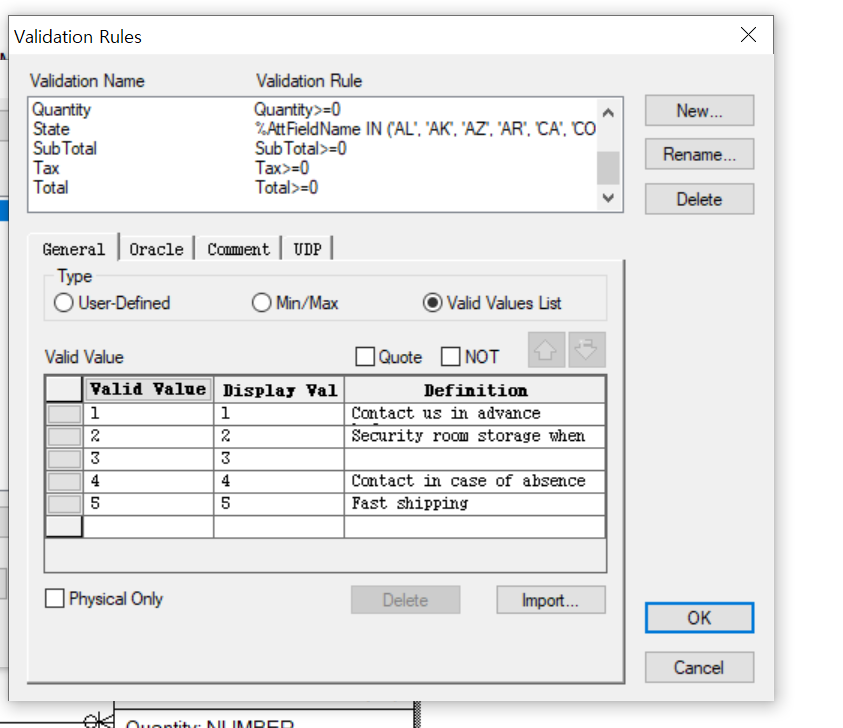 Validation Rules
Validation Name Validation Rule
Quantity Quantity>=0
State %AttFieldName IN ('AL', 'AK', 'AZ', 'AR', 'CA', 'CO
SubTotal SubTotal>=0
Tax Tax>=0
Total Total>=0
New...
Rename...
Delete
General Oracle Comment UDP
Type
User-Defined Min/Max Valid Values List
Valid Value Quote NOT
Valid Value Display Val Definition
1 1 Contact us in advance
2 2 Security room storage when
3 3
4 4 Contact in case of absence
5 5 Fast shipping
Physical Only Delete Import...
OK
Cancel
Quantity: NUMBER